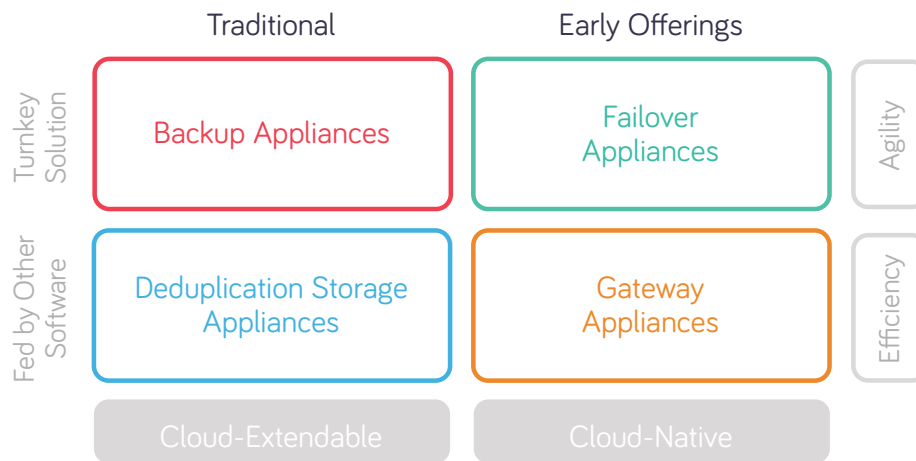 Traditional
Early Offerings
Turnkey
Solution
Backup Appliances
Failover
Appliances
Agility
Fed by Other
Software
Deduplication Storage
Appliances
Gateway
Appliances
Efficiency
Cloud-Extendable
Cloud-Native